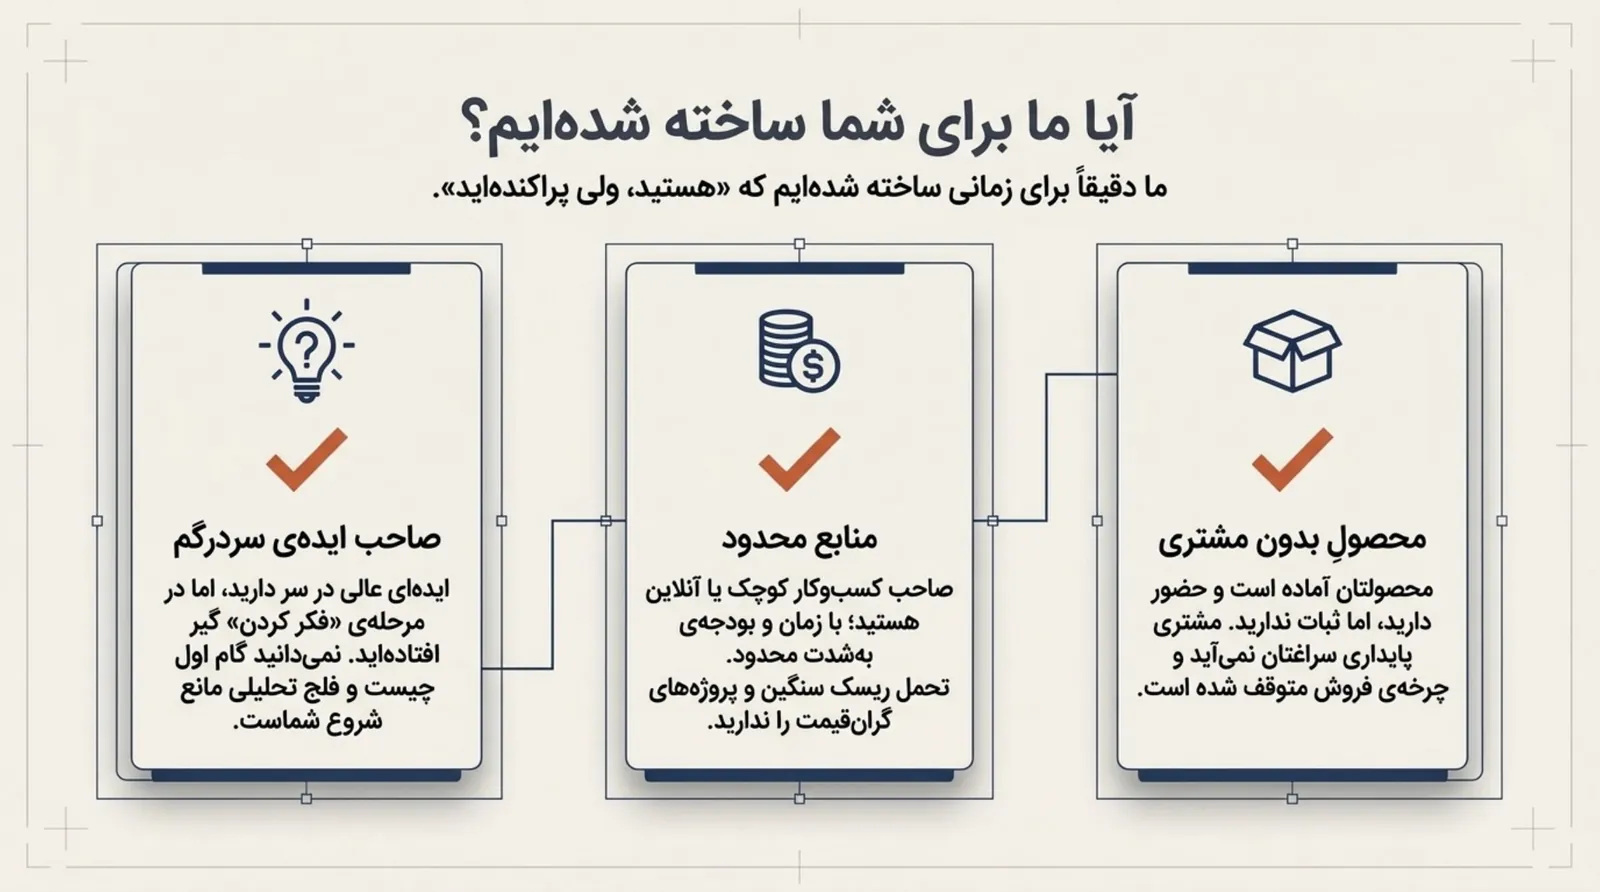 آیا ما برای شما ساخته شده‌ایم؟
ما دقیقاً برای زمانی ساخته شده‌ایم که «هستید، ولی پراکنده‌اید».
محصولِ بدون مشتری
محصولتان آماده است و حضور
دارید، اما ثبات ندارید. مشتری
پایداری سراغتان نمی‌آید و
چرخه‌ی فروش متوقف شده است.
$
منابع محدود
صاحب کسب‌وکار کوچک یا آنلاین
هستید؛ با زمان و بودجه‌ی
به‌شدت محدود.
تحمل ریسک سنگین و پروژه‌های
گران‌قیمت را ندارید.
?
صاحب ایده‌ی سردرگم
ایده‌ای عالی در سر دارید، اما در
مرحله‌ی «فکر کردن» گیر
افتاده‌اید. نمی‌دانید گام اول
چیست و فلج تحلیلی مانع
شروع شماست.